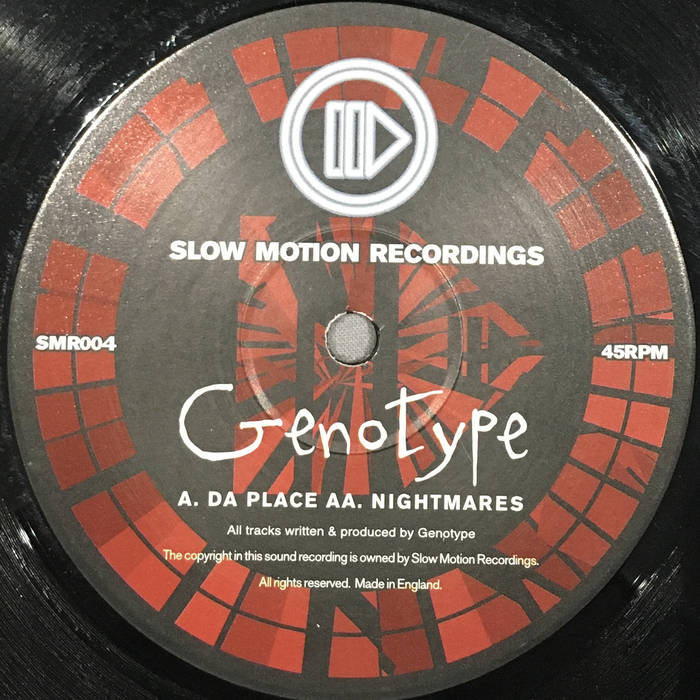 SLOW MOTION RECORDINGS
SMR004
45RPM
Genotype
A. DA PLACE AA. NIGHTMARES
All tracks written & produced by Genotype
The copyright in this sound recording is owned by Slow Motion Recordings.
All rights reserved. Made in England.